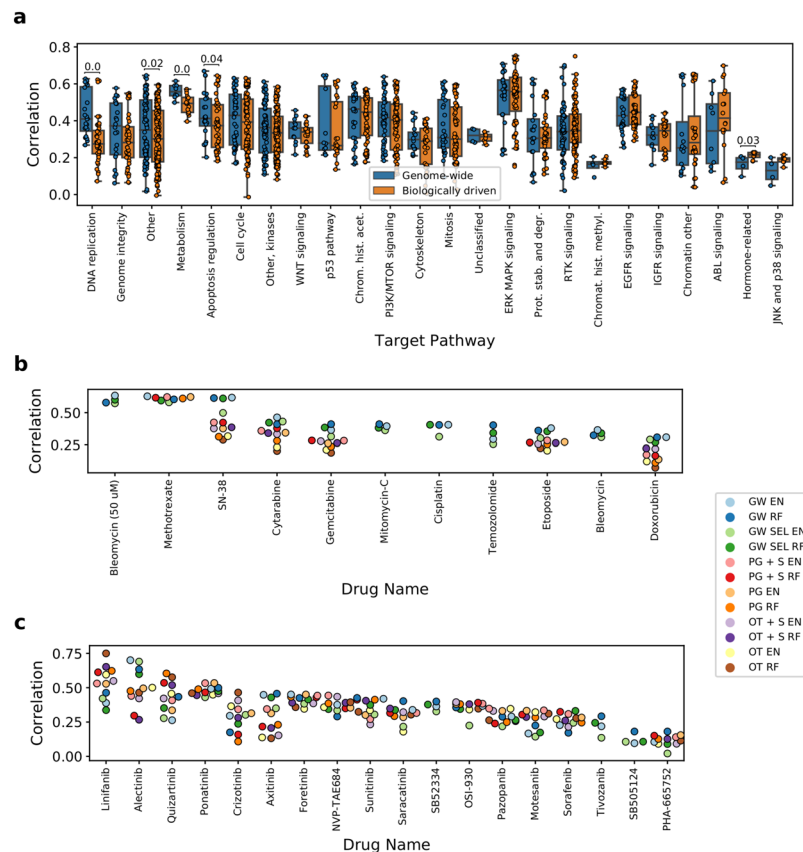 a
0.8
0.6
0.4
0.2
0.0
Correlation
0.0
0.02
0.0
0.04
0.03
Genome-wide
Biologically driven
DNA replication
Genome integrity
Other
Metabolism
Apoptosis regulation
Cell cycle
Other, kinases
WNT signaling
p53 pathway
Chrom. hist. acet.
PI3K/MTOR signaling
Cytoskeleton
Mitosis
Unclassified
ERK MAPK signaling
Prot. stab. and degr.
RTK signaling
Chromat. hist. methyl.
EGFR signaling
IGFR signaling
Chromatin other
ABL signaling
Hormone-related
JNK and p38 signaling
Target Pathway
b
0.50
0.25
Correlation
Bleomycin (50 uM)
Methotrexate
SN-38
Cytarabine
Gemcitabine
Mitomycin-C
Cisplatin
Temozolomide
Etoposide
Bleomycin
Doxorubicin
Drug Name
GW EN
GW RF
GW SEL EN
GW SEL RF
PG + S EN
PG + S RF
PG EN
PG RF
OT + S EN
OT + S RF
OT EN
OT RF
c
0.75
0.50
0.25
0.00
Correlation
Linifanib
Alectinib
Quizartinib
Ponatinib
Crizotinib
Axitinib
Foretinib
NVP-TAE684
Sunitinib
Saracatinib
SB52334
OSI-930
Pazopanib
Motesanib
Sorafenib
Tivozanib
SB505124
PHA-665752
Drug Name